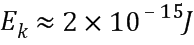 E_k ≈ 2 × 10^{-15} J